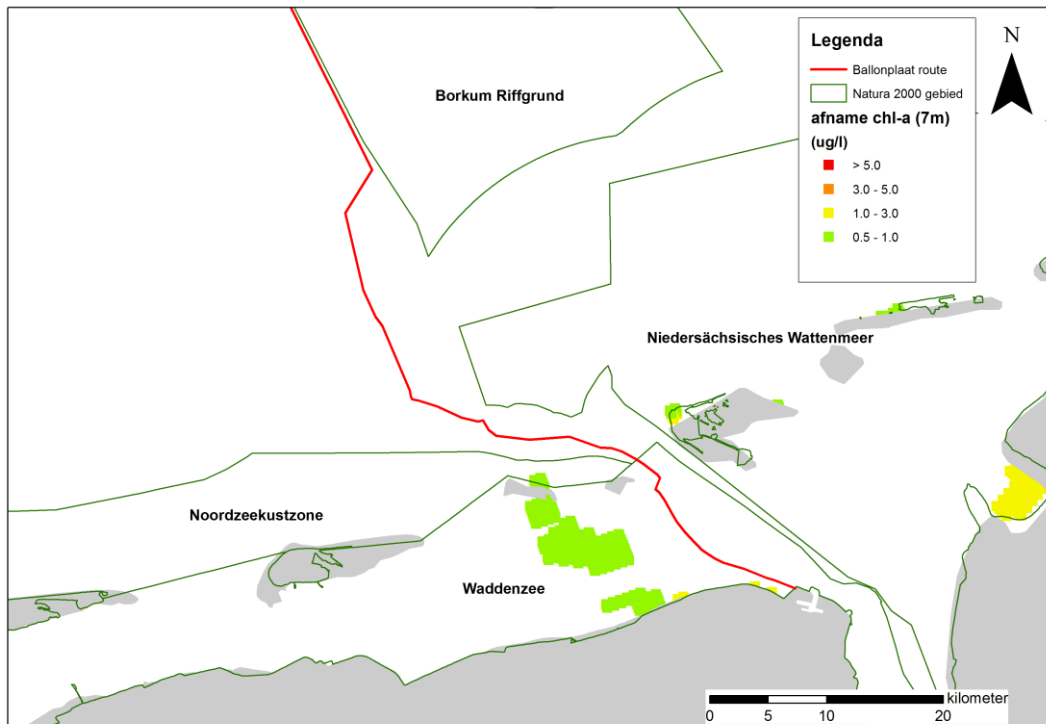 Legenda
Ballonplaat route
Natura 2000 gebied
afname chl-a (7m)
(ug/l)
> 5.0
3.0 - 5.0
1.0 - 3.0
0.5 - 1.0
N
Borkum Riffgrund
Niedersächsisches Wattenmeer
Noordzeekustzone
Waddenzee
kilometer
0 5 10 20